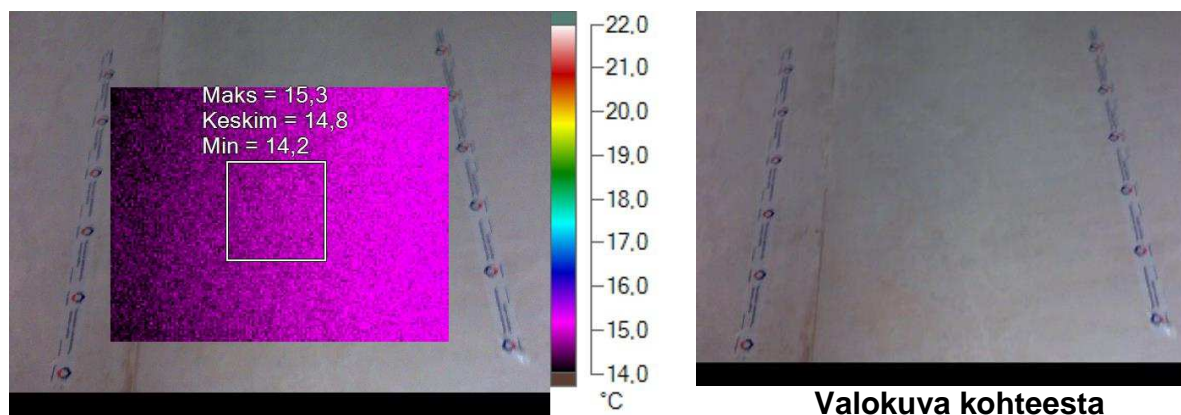 Maks = 15,3
Keskim = 14,8
Min = 14,2
22,0
21,0
20,0
19,0
18,0
17,0
16,0
15,0
14,0
°C
Valokuva kohteesta